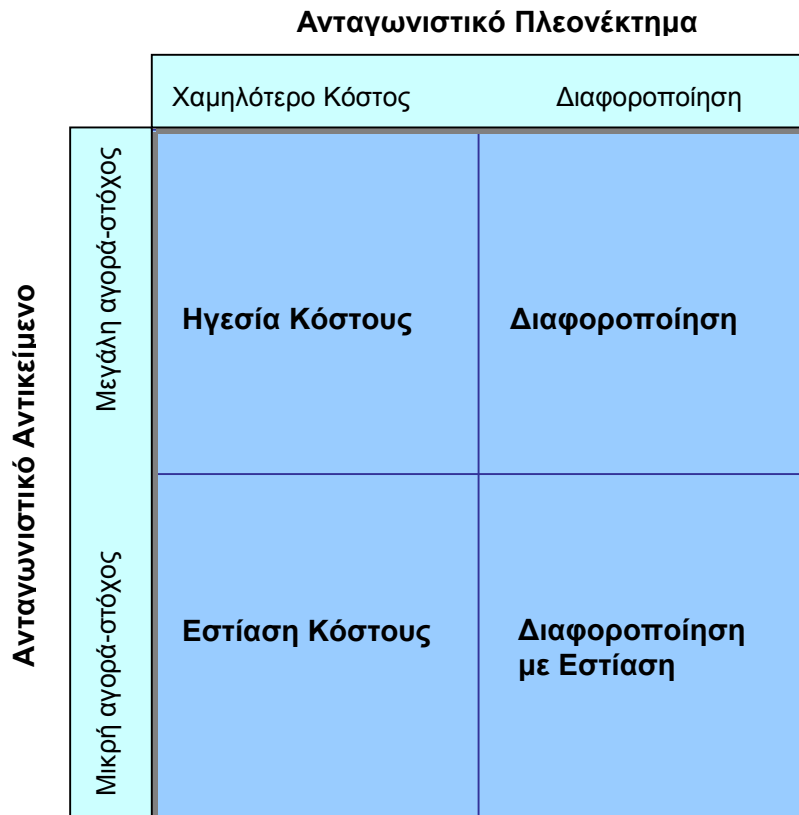 Ανταγωνιστικό Πλεονέκτημα
Χαμηλότερο Κόστος
Διαφοροποίηση
Ανταγωνιστικό Αντικείμενο
Μεγάλη αγορά-στόχος
Ηγεσία Κόστους
Διαφοροποίηση
Μικρή αγορά-στόχος
Εστίαση Κόστους
Διαφοροποίηση
με Εστίαση